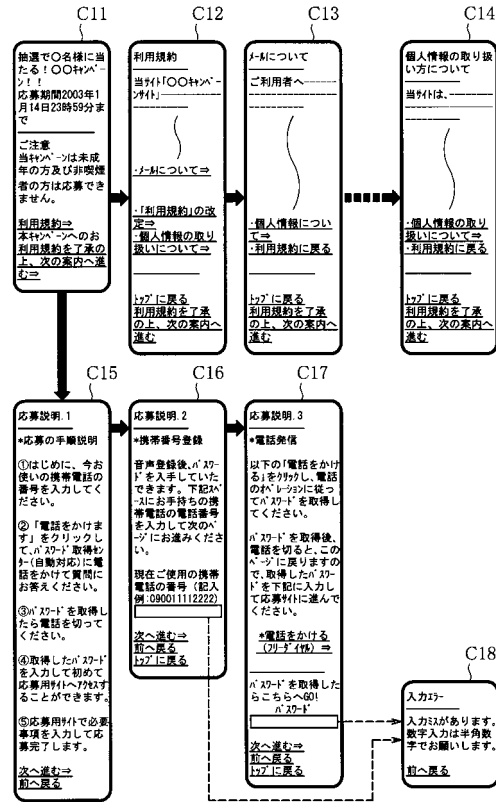 C11
C12
C13
C14
抽選で〇名様に当
たる！〇〇ｷｬﾝﾍﾟｰ
ﾝ！！
応募期間2003年1
月14日23時59分ま
で
ご注意
当ｷｬﾝﾍﾟｰﾝは未成
年の方及び非喫煙
者の方は応募でき
ません。
利用規約⇒
本ｷｬﾝﾍﾟｰﾝへのお
利用規約を了承の
上、次の案内へ進
む⇒
利用規約
当ｻｲﾄ「〇〇ｷｬﾝﾍﾟｰ
ﾝｻｲﾄ」
･ﾒｰﾙについて⇒
･「利用規約」の改
定⇒
･個人情報の取り
扱いについて⇒
ﾄｯﾌﾟに戻る
利用規約を了承
の上、次の案内へ
進む
ﾒｰﾙについて
ご利用者へ
･個人情報につい
て⇒
･利用規約に戻る
ﾄｯﾌﾟに戻る
利用規約を了承
の上、次の案内へ
進む
個人情報の取り扱
い方について
当ｻｲﾄは、
･個人情報の取り
扱いについて⇒
･利用規約に戻る
ﾄｯﾌﾟに戻る
利用規約を了承
の上、次の案内へ
進む
C15
C16
C17
応募説明.1
*応募の手順説明
①はじめに、今お
使いの携帯電話の
番号を入力してく
ださい。
②「電話をかけま
す」をクリックし
て、ﾊﾟｽﾜｰﾄﾞ取得ｾﾝ
ﾀｰ(自動対応)に電
話をかけて質問に
お答えください。
③ﾊﾟｽﾜｰﾄﾞを取得し
たら電話を切って
ください。
④取得したﾊﾟｽﾜｰﾄﾞ
を入力して初めて
応募用ｻｲﾄへｱｸｾｽす
ることができます。
⑤応募用ｻｲﾄで必要
事項を入力して応
募完了します。
次へ進む⇒
前へ戻る
応募説明.2
*携帯番号登録
音声登録後、ﾊﾟｽﾜｰ
ﾄﾞを入手していた
できます。下記ｽﾍﾟ
ｰｽにお手持ちの携
帯電話の電話番号
を入力して次のﾍﾟ
ｰｼﾞにお進みくださ
い。
現在ご使用の携帯
電話の番号（記入
例:090011112222）
次へ進む⇒
前へ戻る
ﾄｯﾌﾟに戻る
応募説明.3
*電話発信
以下の「電話をかけ
る」をｸﾘｯｸし、電話
のｵﾍﾟﾚｰｼｮﾝに従っ
てﾊﾟｽﾜｰﾄﾞを取得し
てください。
ﾊﾟｽﾜｰﾄﾞを取得後、
電話を切ると、この
ﾍﾟｰｼﾞに戻りますの
で、取得したﾊﾟｽﾜｰ
ﾄﾞを下記に入力し
て応募ｻｲﾄに進んで
ください。
*電話をかける
(ﾌﾘｰﾀﾞｲﾔﾙ) ⇒
ﾊﾟｽﾜｰﾄﾞを取得した
らこちらへGO!
ﾊﾟｽﾜｰﾄﾞ
次へ進む⇒
前へ戻る
ﾄｯﾌﾟに戻る
C18
入力ｴﾗｰ
入力ﾐｽがあります。
数字入力は半角数
字でお願いします。
前へ戻る